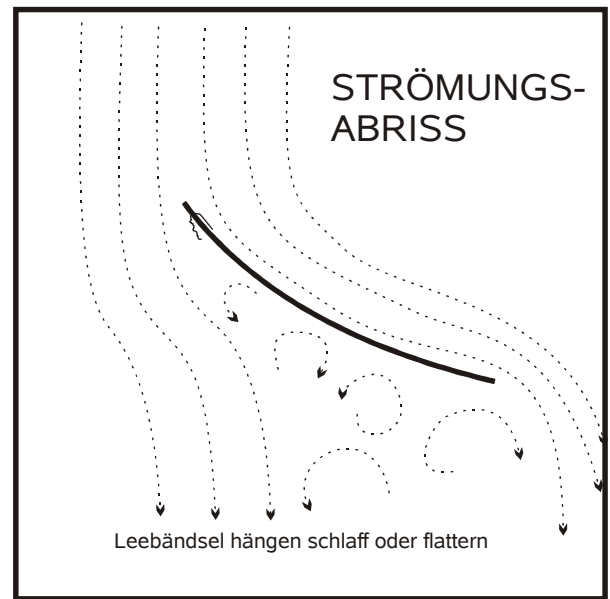 STRÖMUNGS-
ABRISS
Leebändsel hängen schlaff oder flattern